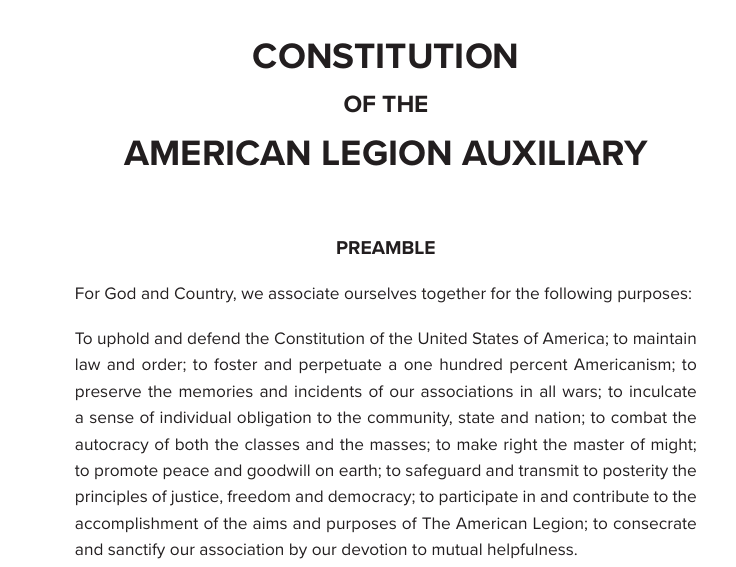 CONSTITUTION
OF THE
AMERICAN LEGION AUXILIARY
PREAMBLE
For God and Country, we associate ourselves together for the following purposes:
To uphold and defend the Constitution of the United States of America; to maintain
law and order; to foster and perpetuate a one hundred percent Americanism; to
preserve the memories and incidents of our associations in all wars; to inculcate
a sense of individual obligation to the community, state and nation; to combat the
autocracy of both the classes and the masses; to make right the master of might;
to promote peace and goodwill on earth; to safeguard and transmit to posterity the
principles of justice, freedom and democracy; to participate in and contribute to the
accomplishment of the aims and purposes of The American Legion; to consecrate
and sanctify our association by our devotion to mutual helpfulness.